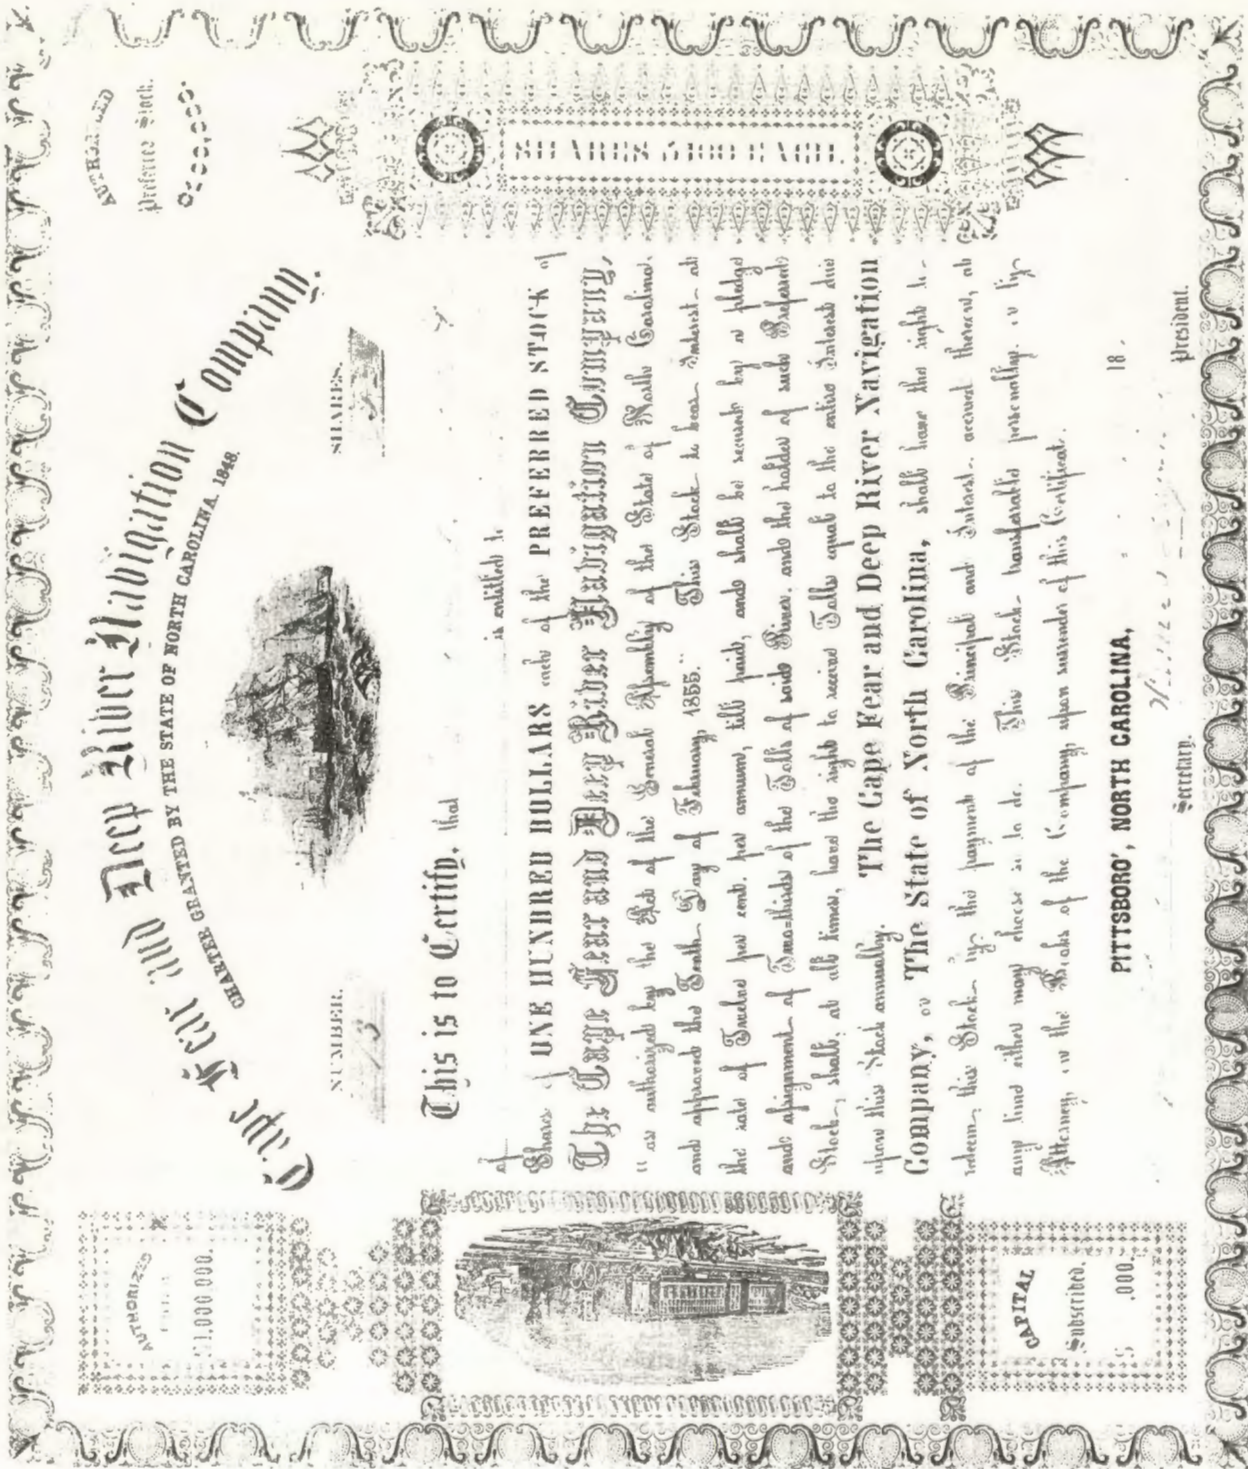 Cape Fear and Deep River Navigation Company.
CHARTER GRANTED BY THE STATE OF NORTH CAROLINA. 1848.
AUTHORIZED
$1,000,000.
AUTHORIZED
Preferred Stock.
NUMBER.
SHARES.
This is to Certify, that
of is entitled to
Shares of ONE HUNDRED DOLLARS each of the PREFERRED STOCK of
The Cape Fear and Deep River Navigation Company,
"as authorized by the Act of the General Assembly of the State of North Carolina,
and approved the Tenth Day of February, 1855." This Stock to bear Interest at
the rate of Twelve per cent. per annum, till paid, and shall be secured by a pledge
and assignment of Two=thirds of the Tolls of said River, and the holder of such Preferred
Stock, shall, at all times, have the right to receive Tolls equal to the entire Interest due
upon this Stock annually. The Cape Fear and Deep River Navigation
Company, or The State of North Carolina, shall have the right to
redeem this Stock by the payment of the Principal and Interest accrued thereon, at
any time either may choose so to do. This Stock transferable personally, or by
Attorney, on the Books of the Company, upon surrender of this Certificate.
PITTSBORO', NORTH CAROLINA, 18
Secretary. President.
CAPITAL
Subscribed.
,000.
SHARES $100 EACH.